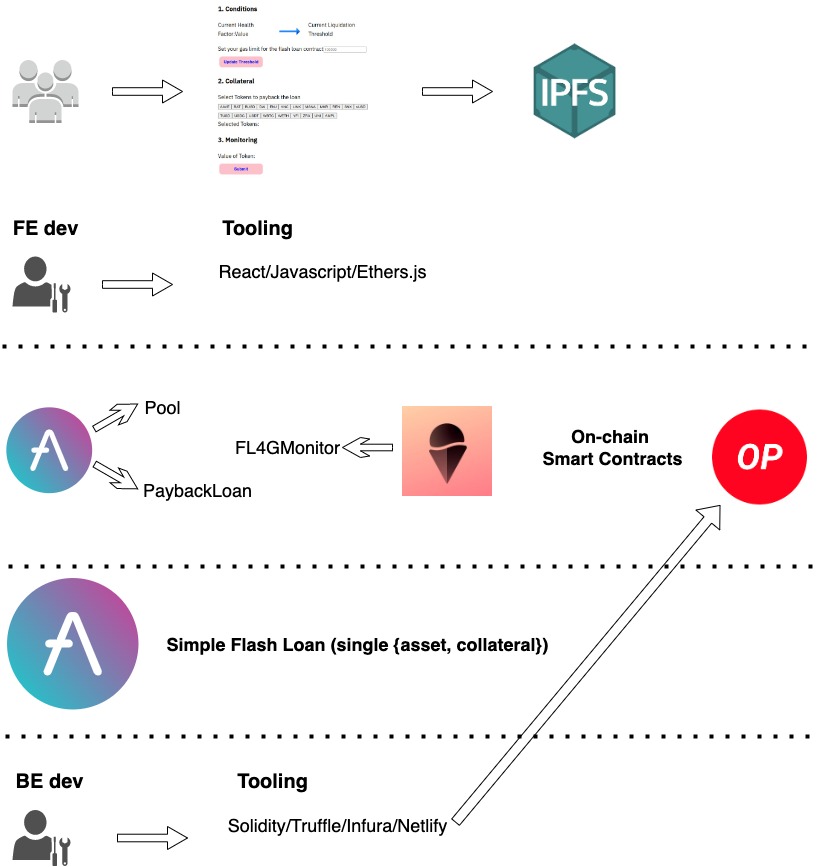 1. Conditions
Current Health
Factor.Value
Current Liquidation
Threshold
Set your gas limit for the flash loan contract
Update Threshold
2. Collateral
Select Tokens to payback the loan
AAVE BAT BUSD DAI ENJ KNC LINK MANA MKR REN SNX sUSD
TUSD USDC USDT WBTC WETH YFI ZRX UNI AMPL
Selected Tokens:
3. Monitoring
Value of Token:
Submit
IPFS
FE dev
Tooling
React/Javascript/Ethers.js
Pool
FL4GMonitor
PaybackLoan
On-chain
Smart Contracts
OP
Simple Flash Loan (single {asset, collateral})
BE dev
Tooling
Solidity/Truffle/Infura/Netlify